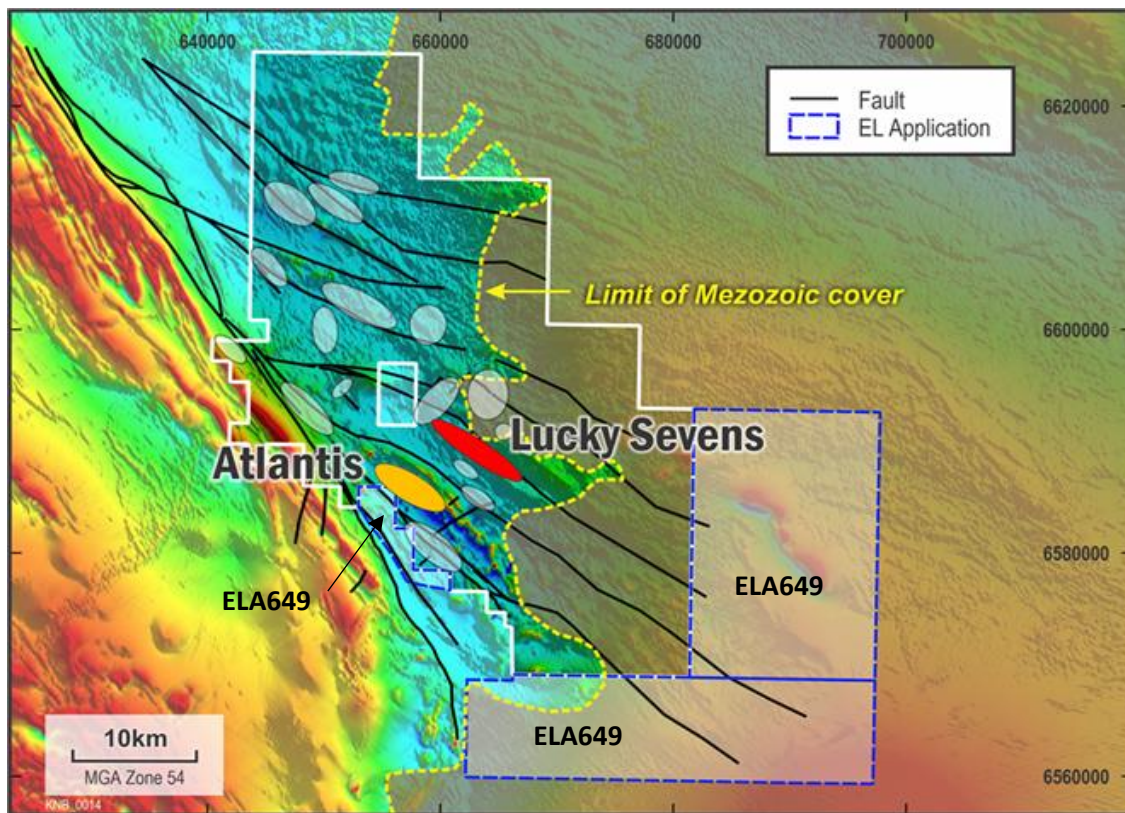 640000
660000
680000
700000
Fault
EL Application
6620000
Limit of Mezozoic cover
6600000
Lucky Sevens
Atlantis
6580000
ELA649
ELA649
ELA649
10km
MGA Zone 54
6560000
KNB_0014